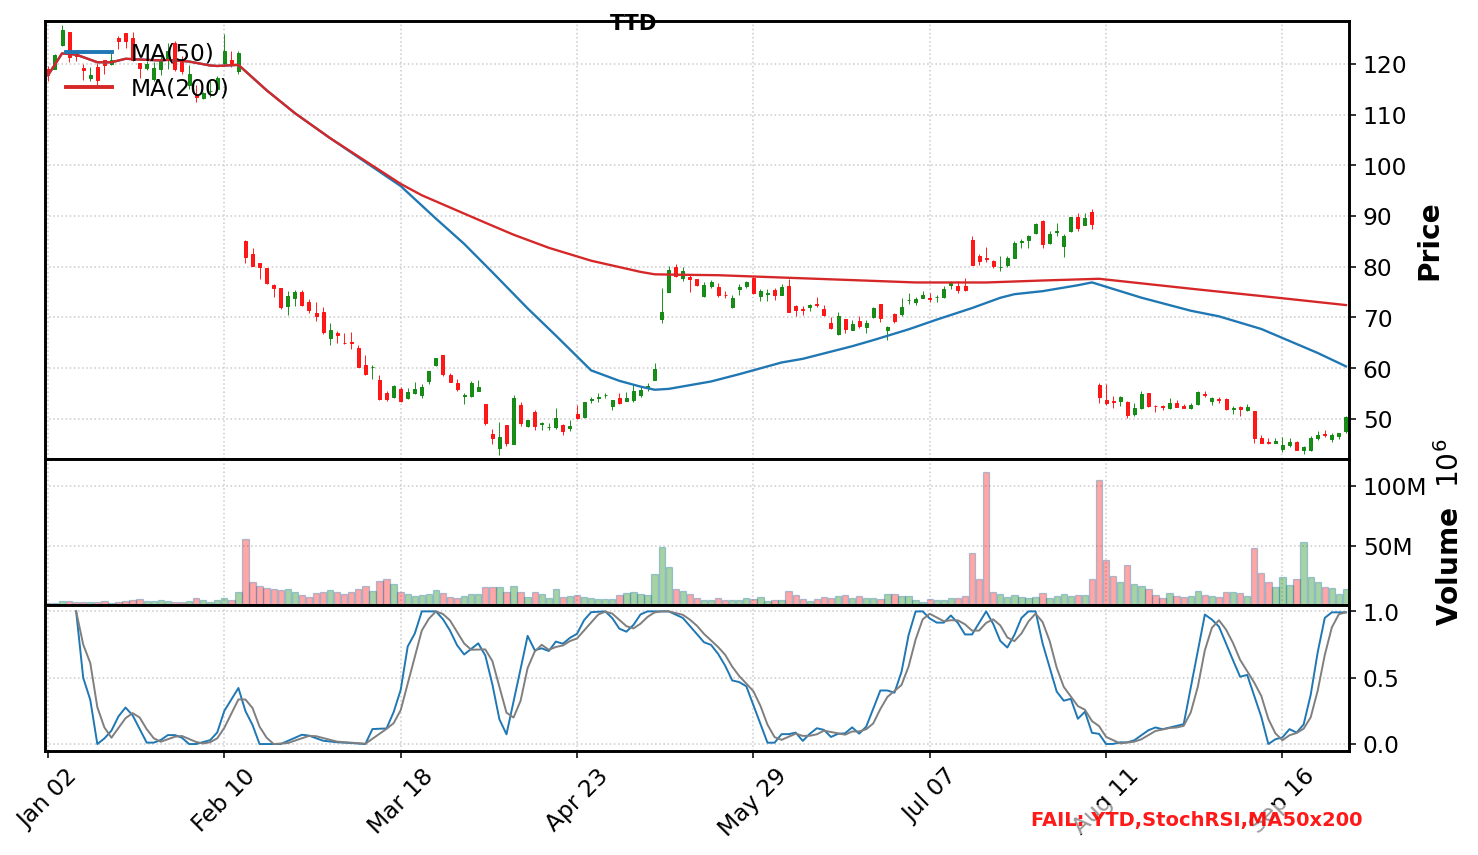 TTD
MA(50)
MA(200)
120
110
100
90
80
70
60
50
Price
100M
50M
Volume 10^6
1.0
0.5
0.0
Jan 02
Feb 10
Mar 18
Apr 23
May 29
Jul 07
Aug 11
Sep 16
FAIL: YTD,StochRSI,MA50x200